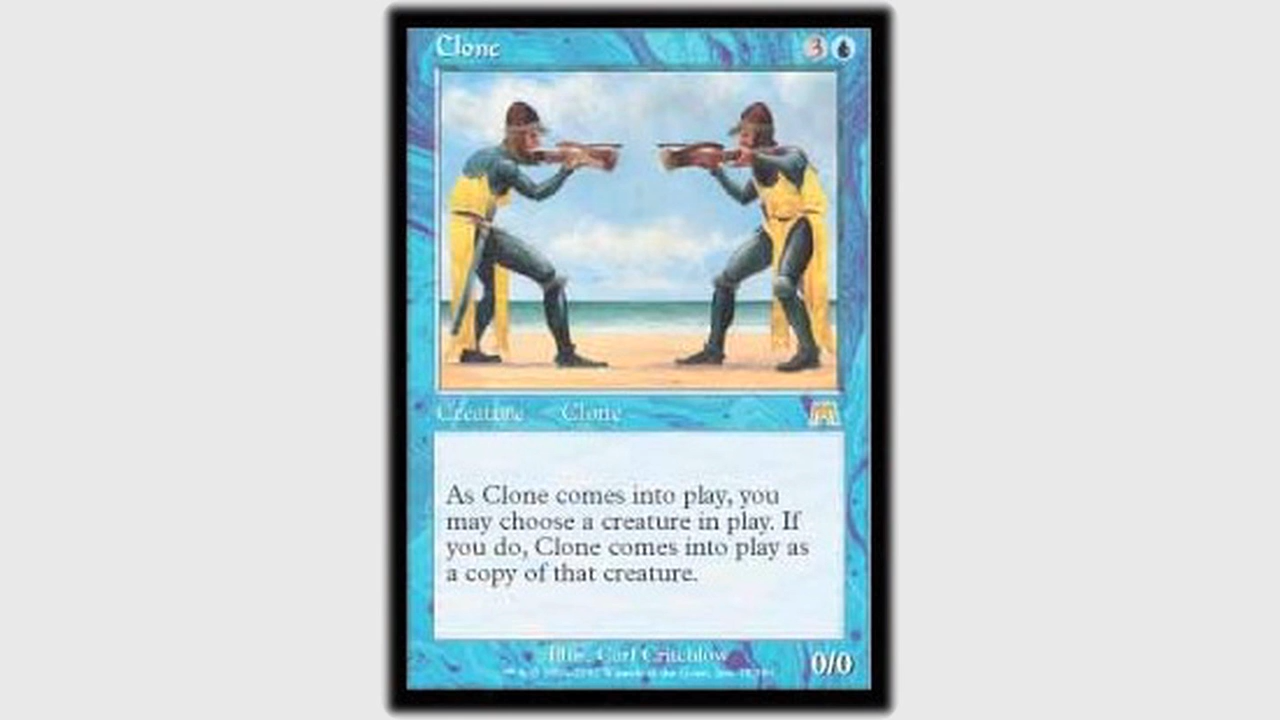 Clone 3
Creature Clone
As Clone comes into play, you
may choose a creature in play. If
you do, Clone comes into play as
a copy of that creature.
Illus. Carl Critchlow
0/0